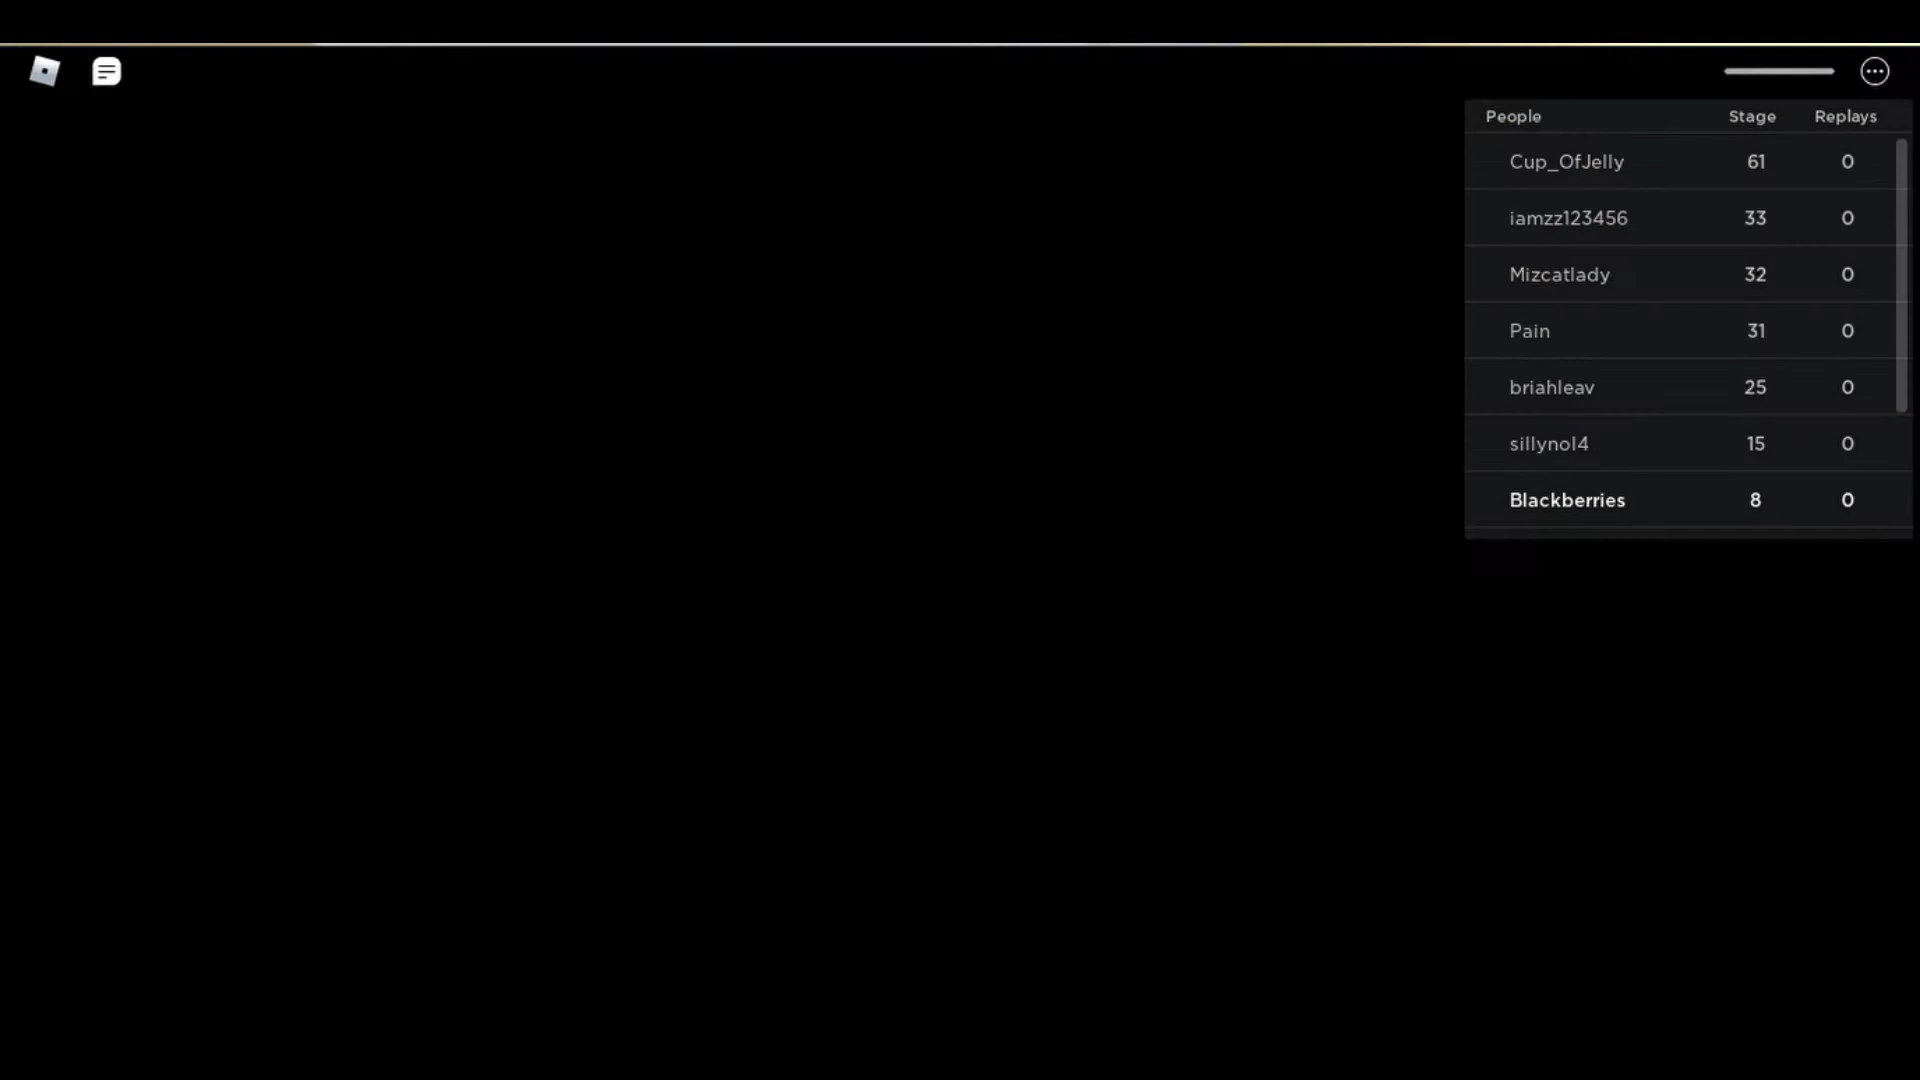 People Stage Replays
Cup_OfJelly 61 0
iamzz123456 33 0
Mizcatlady 32 0
Pain 31 0
briahleav 25 0
sillynol4 15 0
Blackberries 8 0